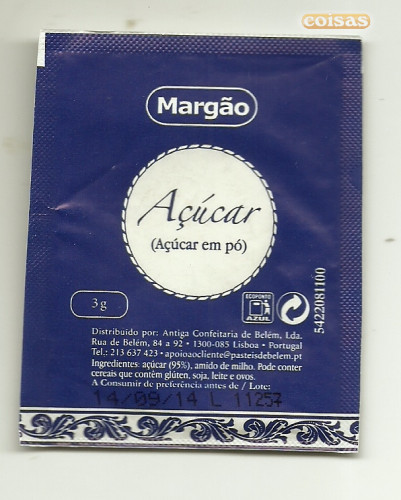 coisas
Margão
Açúcar
(Açúcar em pó)
3 g
ECOPONTO
AZUL
5422081100
Distribuído por: Antiga Confeitaria de Belém, Lda.
Rua de Belém, 84 a 92 • 1300-085 Lisboa • Portugal
Tel.: 213 637 423 • apoioaocliente@pasteisdebelem.pt
Ingredientes: açúcar (95%), amido de milho. Pode conter
cereais que contêm glúten, soja, leite e ovos.
A Consumir de preferência antes de / Lote:
14/09/14 L 11257